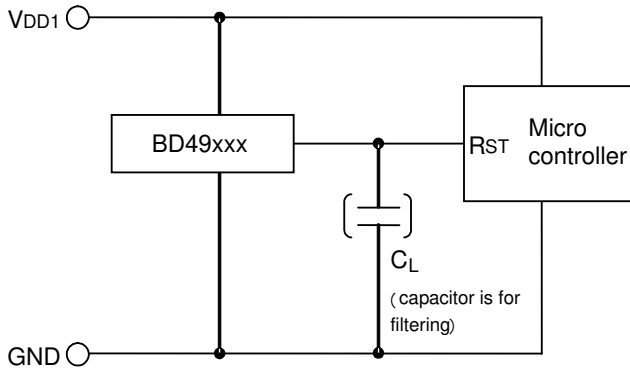 VDD1
BD49xxx
RST
Micro
controller
CL
(capacitor is for
filtering)
GND